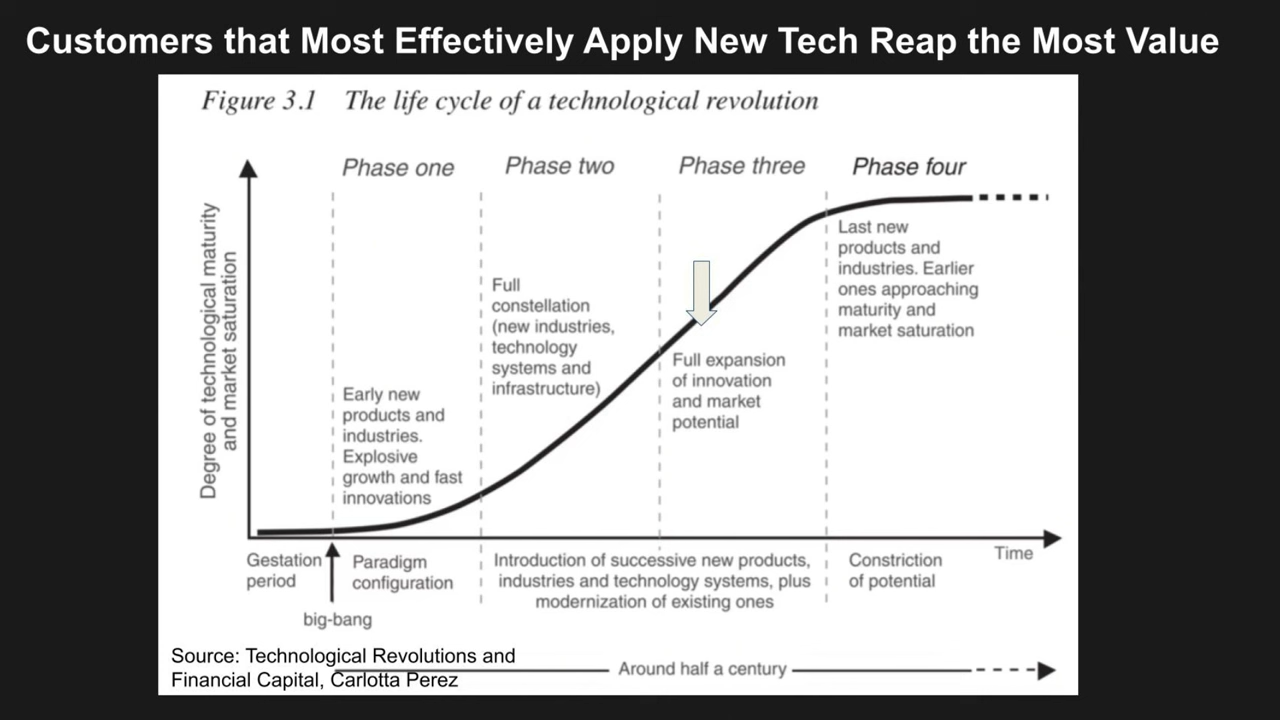 Customers that Most Effectively Apply New Tech Reap the Most Value
Figure 3.1 The life cycle of a technological revolution
Phase one
Phase two
Phase three
Phase four
Degree of technological maturity
and market saturation
Early new
products and
industries.
Explosive
growth and fast
innovations
Full
constellation
(new industries,
technology
systems and
infrastructure)
Full expansion
of innovation
and market
potential
Last new
products and
industries. Earlier
ones approaching
maturity and
market saturation
Gestation
period
big-bang
Paradigm
configuration
Introduction of successive new products,
industries and technology systems, plus
modernization of existing ones
Constriction
of potential
Time
Source: Technological Revolutions and
Financial Capital, Carlotta Perez
Around half a century